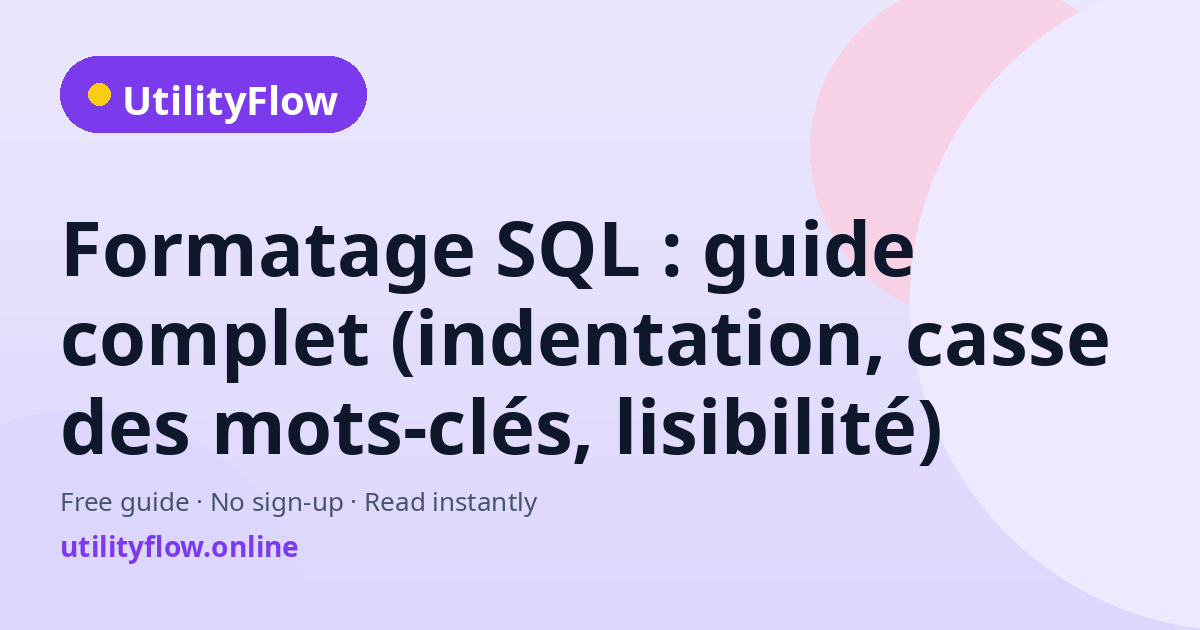 UtilityFlow
Formatage SQL : guide
complet (indentation, casse
des mots-clés, lisibilité)
Free guide · No sign-up · Read instantly
utilityflow.online